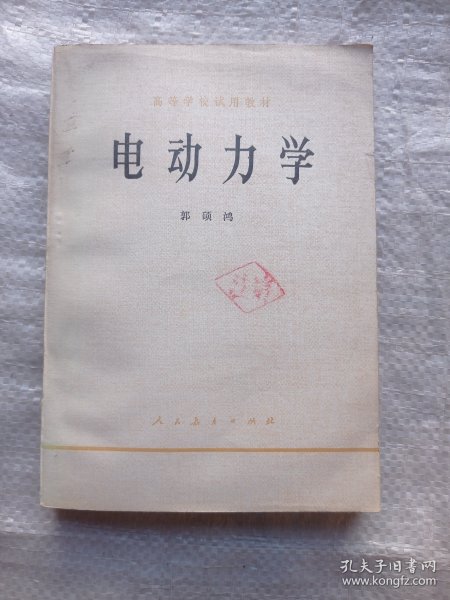 高等学校试用教材
电动力学
郭硕鸿
人民教育出版社
孔夫子旧书网
www.kongfz.com